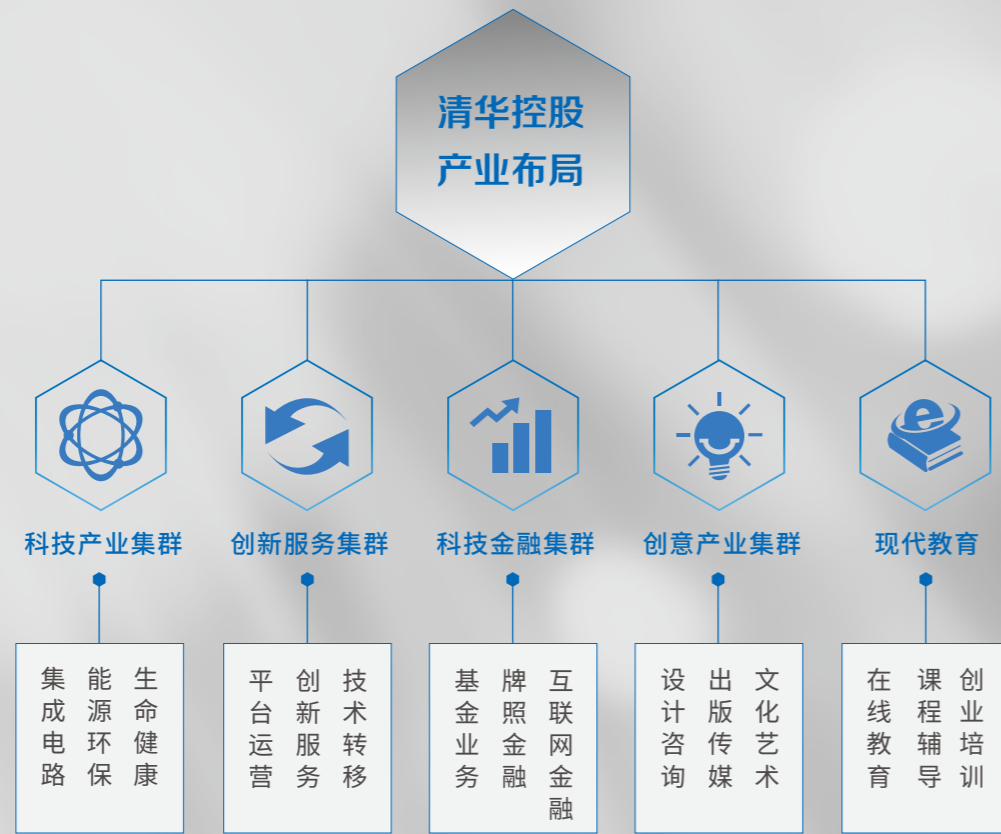 清华控股
产业布局
科技产业集群
创新服务集群
科技金融集群
创意产业集群
现代教育
集成电路
能源环保
生命健康
平台运营
创新服务
技术转移
基金业务
牌照金融
互联网金融
设计咨询
出版传媒
文化艺术
在线教育
课程辅导
创业培训